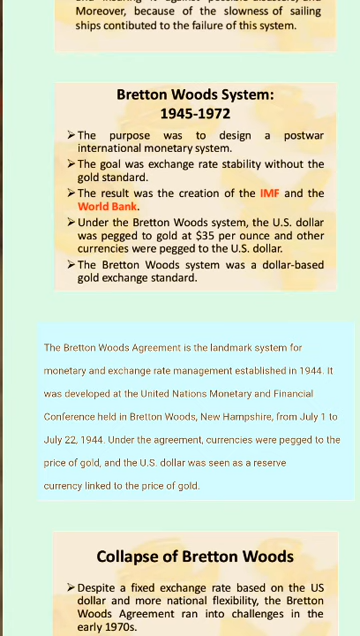 Moreover, because of the slowness of sailing
ships contibuted to the failure of this system.
Bretton Woods System:
1945-1972
➢The purpose was to design a postwar
international monetary system.
➢The goal was exchange rate stability without the
gold standard.
➢The result was the creation of the IMF and the
World Bank.
➢Under the Bretton Woods system, the U.S. dollar
was pegged to gold at $35 per ounce and other
currencies were pegged to the U.S. dollar.
➢The Bretton Woods system was a dollar-based
gold exchange standard.
The Bretton Woods Agreement is the landmark system for
monetary and exchange rate management established in 1944. It
was developed at the United Nations Monetary and Financial
Conference held in Bretton Woods, New Hampshire, from July 1 to
July 22, 1944. Under the agreement, currencies were pegged to the
price of gold, and the U.S. dollar was seen as a reserve
currency linked to the price of gold.
Collapse of Bretton Woods
➢Despite a fixed exchange rate based on the US
dollar and more national flexibility, the Bretton
Woods Agreement ran into challenges in the
early 1970s.